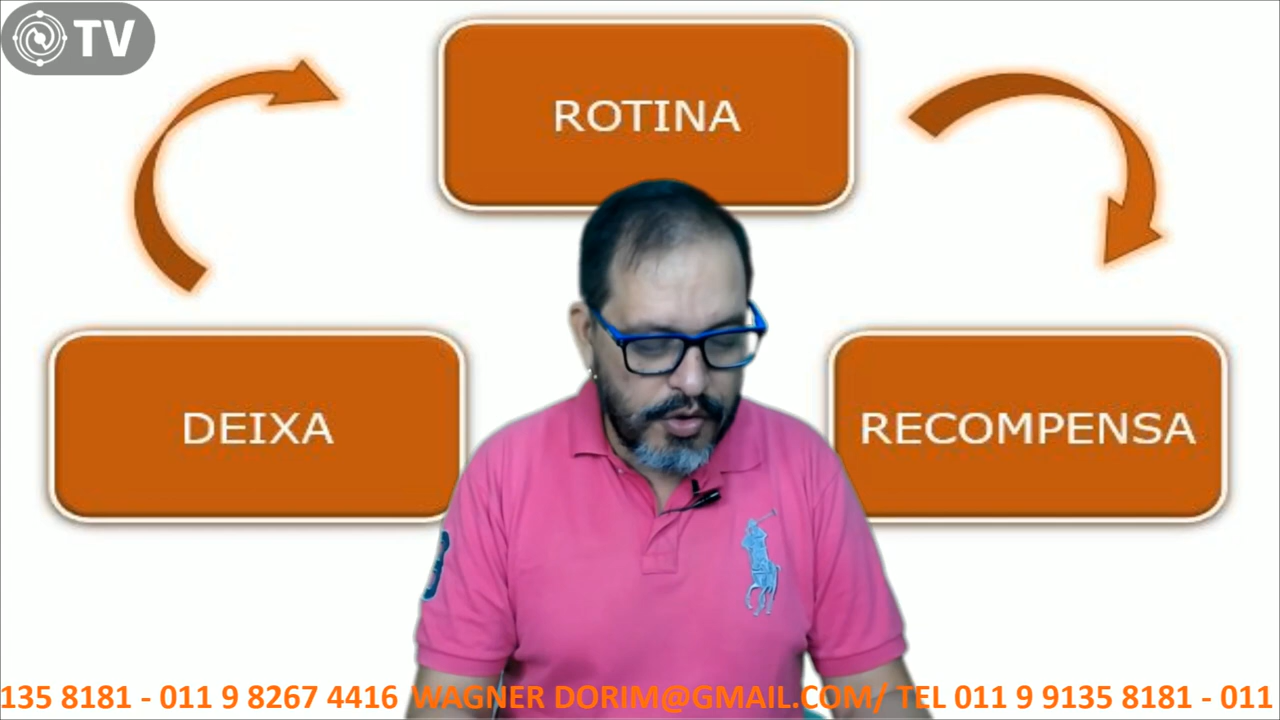 TV
ROTINA
DEIXA
RECOMPENSA
135 8181 - 011 9 8267 4416 WAGNER DORIM@GMAIL.COM/ TEL 011 9 9135 8181 - 011